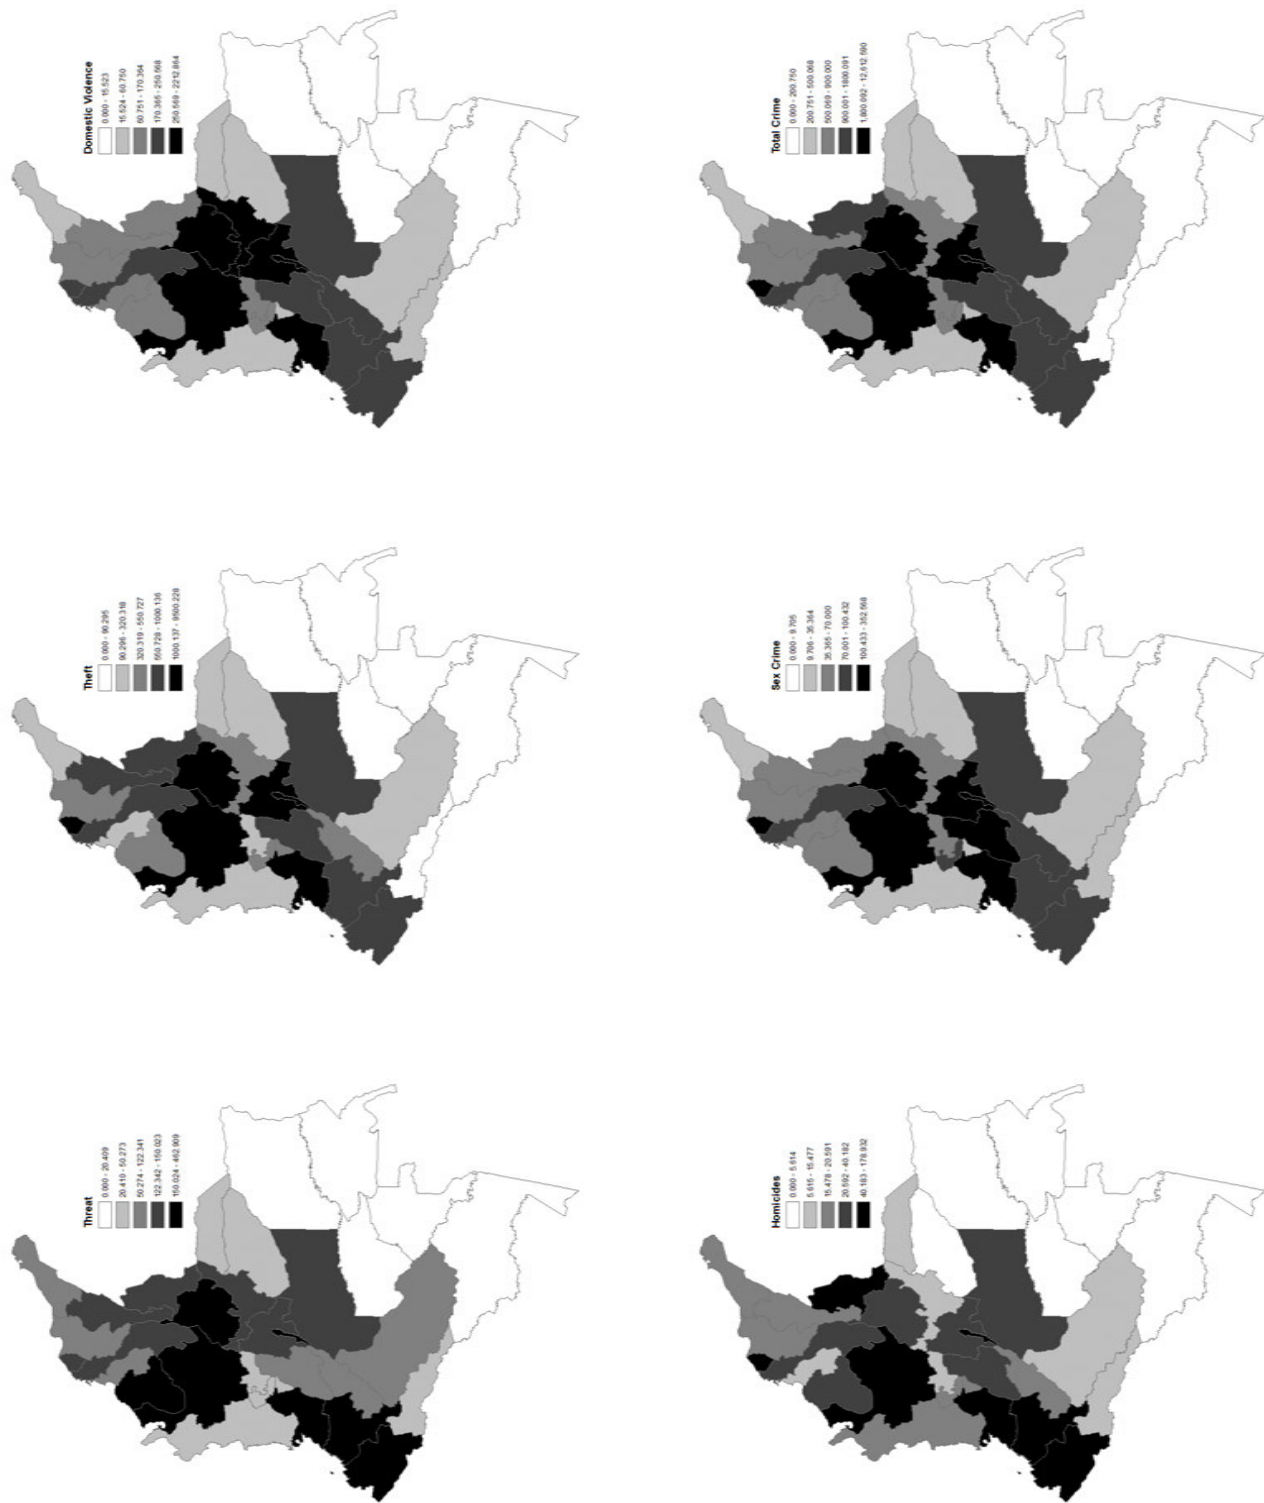 Threat
0.000 - 20.409
20.410 - 50.273
50.274 - 122.341
122.342 - 150.023
150.024 - 462.909
Theft
0.000 - 90.295
90.296 - 320.318
320.319 - 550.727
550.728 - 1000.136
1000.137 - 9500.228
Domestic Violence
0.000 - 15.523
15.524 - 60.750
60.751 - 170.364
170.365 - 250.568
250.569 - 2212.864
Homicides
0.000 - 5.614
5.615 - 15.477
15.478 - 20.591
20.592 - 40.182
40.183 - 178.932
Sex Crime
0.000 - 9.705
9.706 - 35.364
35.365 - 70.000
70.001 - 100.432
100.433 - 352.568
Total Crime
0.000 - 200.750
200.751 - 500.068
500.069 - 900.000
900.001 - 1800.091
1,800.092 - 12,612.590